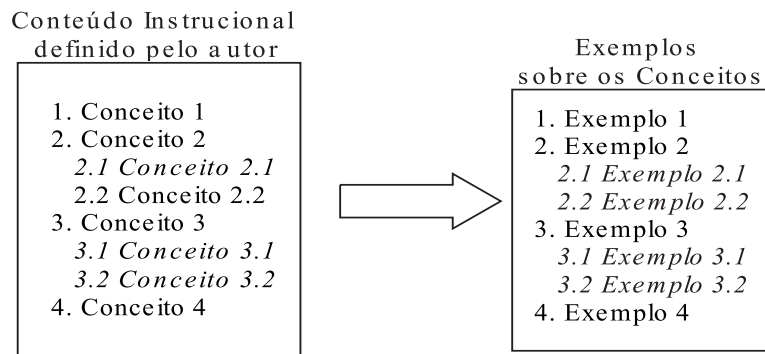 Conteúdo Instrucional
definido pelo autor
1. Conceito 1
2. Conceito 2
2.1 Conceito 2.1
2.2 Conceito 2.2
3. Conceito 3
3.1 Conceito 3.1
3.2 Conceito 3.2
4. Conceito 4
Exemplos
sobre os Conceitos
1. Exemplo 1
2. Exemplo 2
2.1 Exemplo 2.1
2.2 Exemplo 2.2
3. Exemplo 3
3.1 Exemplo 3.1
3.2 Exemplo 3.2
4. Exemplo 4